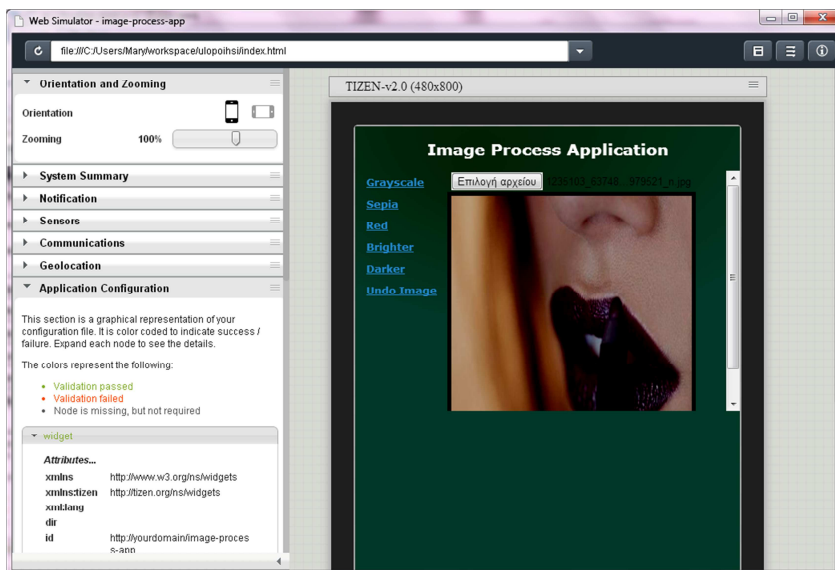 Web Simulator - image-process-app
file:///C:/Users/Mary/workspace/ulopoihsi/index.html
Orientation and Zooming
Orientation
Zooming 100%
System Summary
Notification
Sensors
Communications
Geolocation
Application Configuration
This section is a graphical representation of your
configuration file. It is color coded to indicate success /
failure. Expand each node to see the details.
The colors represent the following:
Validation passed
Validation failed
Node is missing, but not required
widget
Attributes...
xmlns http://www.w3.org/ns/widgets
xmlns:tizen http://tizen.org/ns/widgets
xml:lang
dir
id http://yourdomain/image-proces
s-app
TIZEN-v2.0 (480x800)
Image Process Application
Grayscale
Επιλογή αρχείου 1235103_63748...979521_n.jpg
Sepia
Red
Brighter
Darker
Undo Image